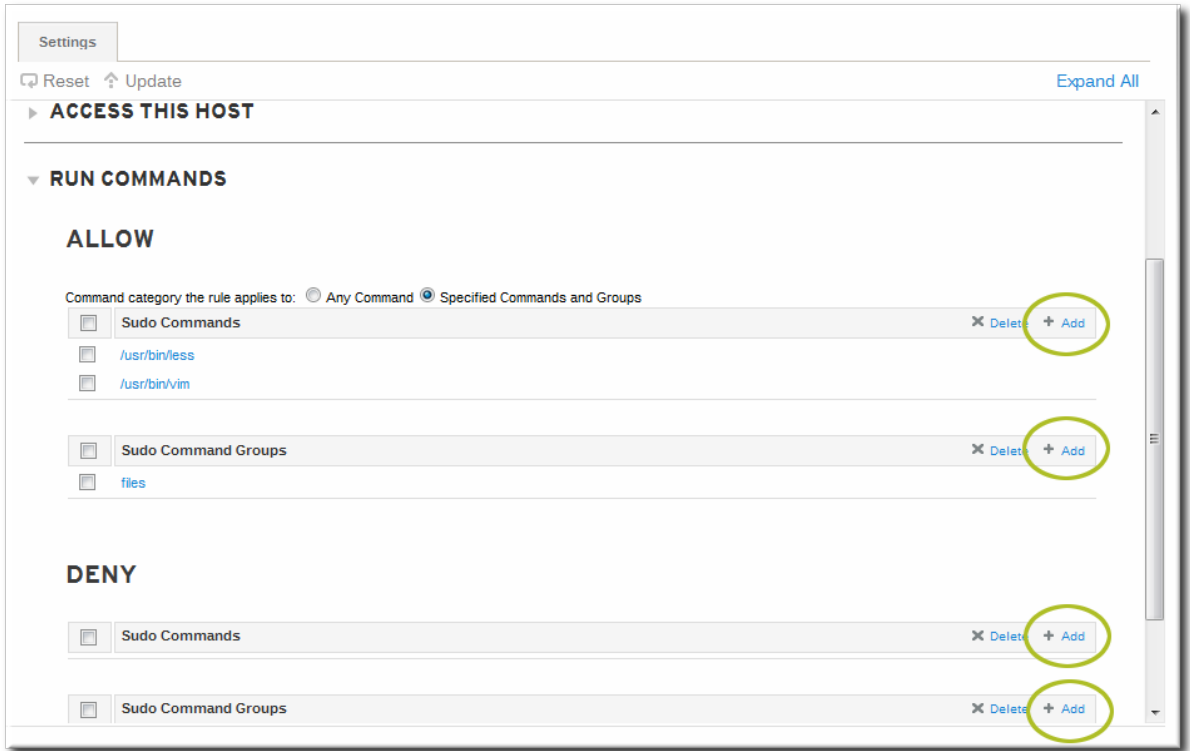 Settings
Reset Update Expand All
ACCESS THIS HOST
RUN COMMANDS
ALLOW
Command category the rule applies to: Any Command Specified Commands and Groups
Sudo Commands Delete + Add
/usr/bin/less
/usr/bin/vim
Sudo Command Groups Delete + Add
files
DENY
Sudo Commands Delete + Add
Sudo Command Groups Delete + Add